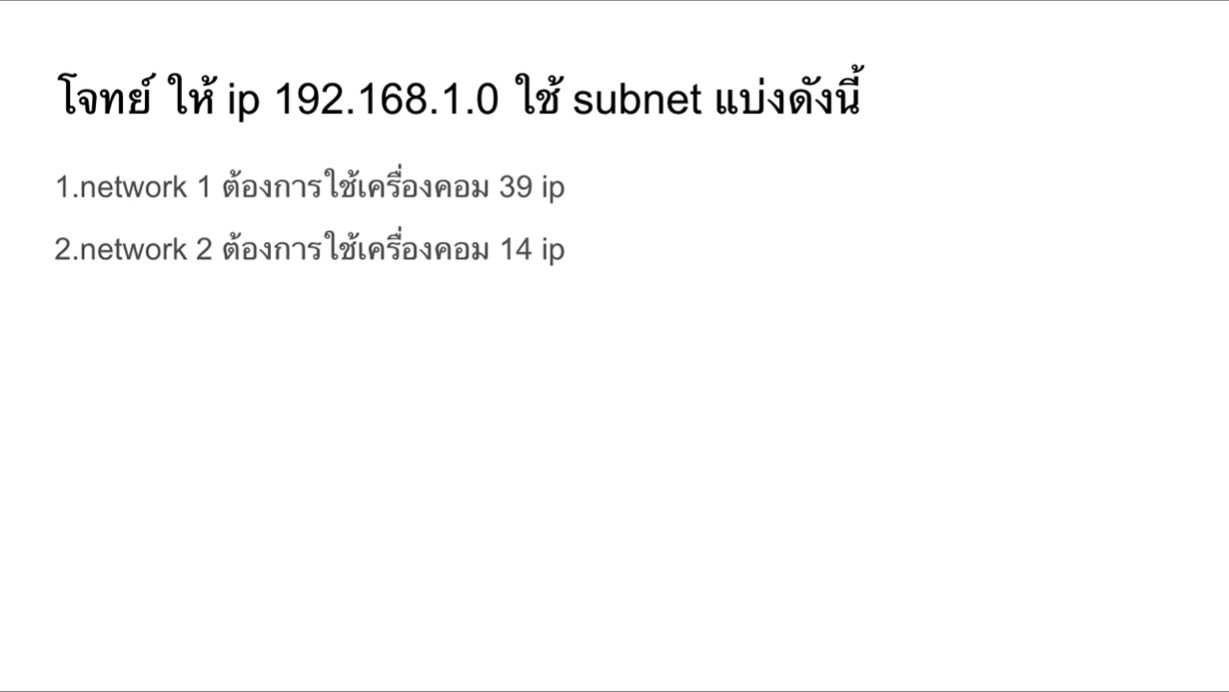 โจทย์ ให้ ip 192.168.1.0 ใช้ subnet แบ่งดังนี้
1.network 1 ต้องการใช้เครื่องคอม 39 ip
2.network 2 ต้องการใช้เครื่องคอม 14 ip